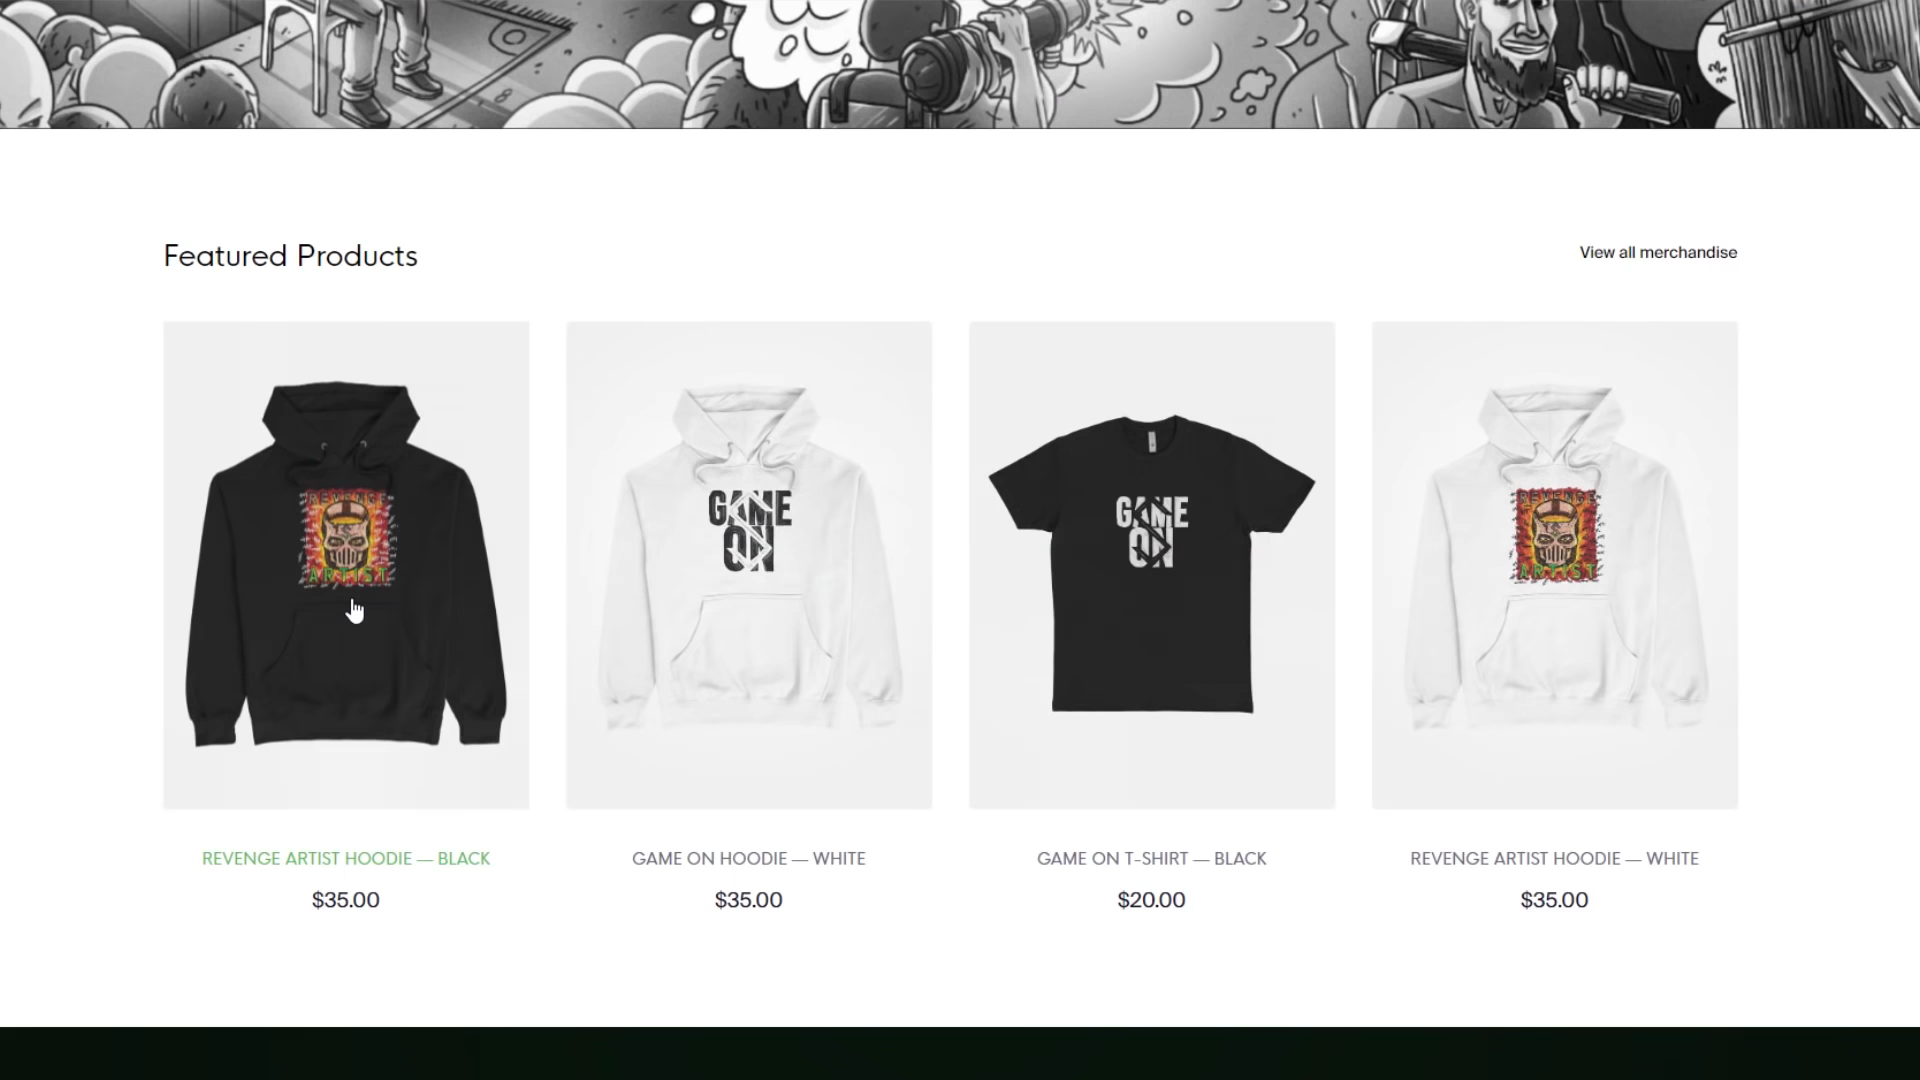 Featured Products
View all merchandise
REVENGE
ARTIST
GAME
ON
GAME
ON
REVENGE
ARTIST
REVENGE ARTIST HOODIE — BLACK
GAME ON HOODIE — WHITE
GAME ON T-SHIRT — BLACK
REVENGE ARTIST HOODIE — WHITE
$35.00
$35.00
$20.00
$35.00